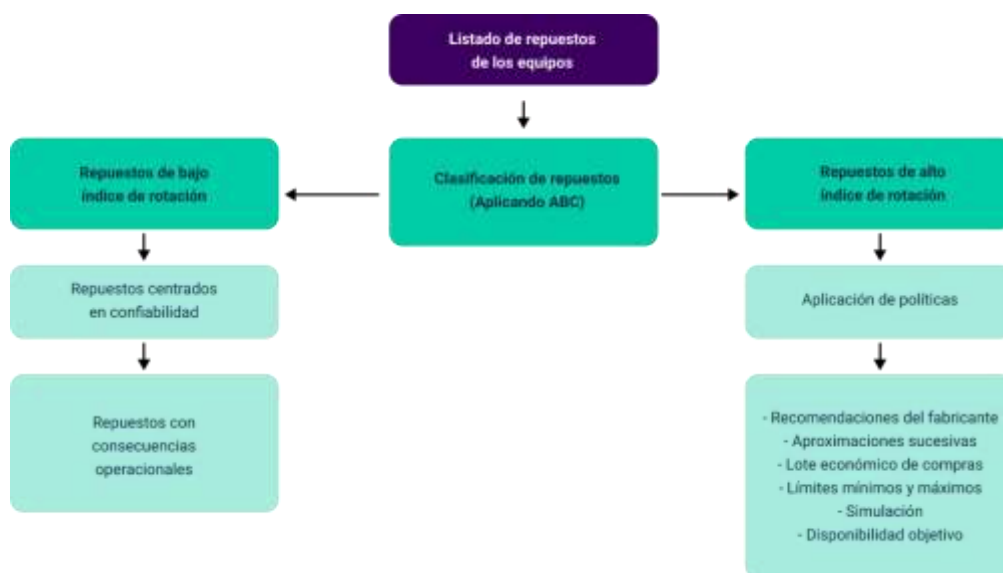 Listado de repuestos
de los equipos
Repuestos de bajo
índice de rotación
Clasificación de repuestos
(Aplicando ABC)
Repuestos de alto
índice de rotación
Repuestos centrados
en confiabilidad
Aplicación de políticas
Repuestos con
consecuencias
operacionales
- Recomendaciones del fabricante
- Aproximaciones sucesivas
- Lote económico de compras
- Límites mínimos y máximos
- Simulación
- Disponibilidad objetivo